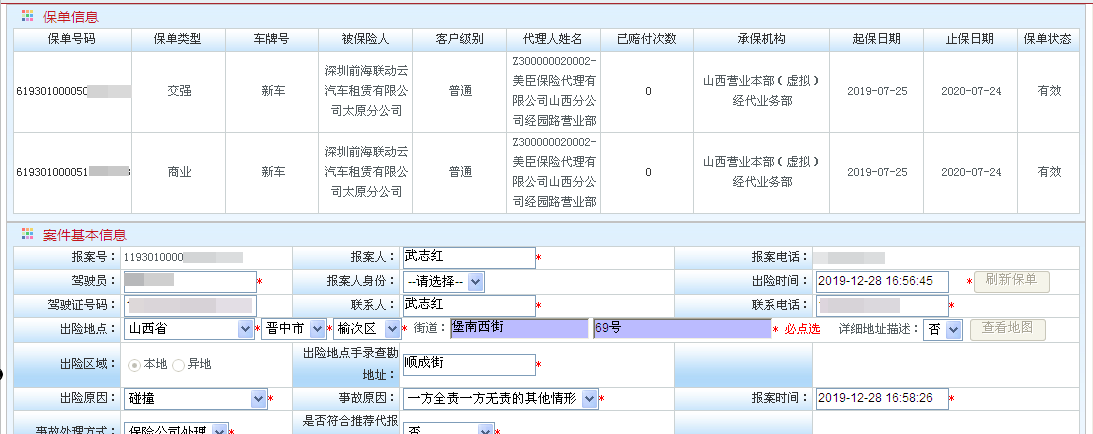 保单信息
保单号码 保单类型 车牌号 被保险人 客户级别 代理人姓名 已赔付次数 承保机构 起保日期 止保日期 保单状态
619301000050 交强 新车 深圳前海联动云汽车租赁有限公司太原分公司 普通 Z300000020002-美臣保险代理有限公司山西分公司经园路营业部 0 山西营业本部(虚拟)经代业务部 2019-07-25 2020-07-24 有效
619301000051 商业 新车 深圳前海联动云汽车租赁有限公司太原分公司 普通 Z300000020002-美臣保险代理有限公司山西分公司经园路营业部 0 山西营业本部(虚拟)经代业务部 2019-07-25 2020-07-24 有效
案件基本信息
报案号: 1193010000 报案人: 武志红* 报案电话:
驾驶员: * 报案人身份: --请选择-- 出险时间: 2019-12-28 16:56:45 * 刷新保单
驾驶证号码: 联系人: 武志红* 联系电话: *
出险地点: 山西省* 晋中市* 榆次区* 街道: 堡南西街 69号 * 必点选 详细地址描述: 否 查看地图
出险区域: 本地 异地 出险地点手录查勘地址: 顺成街*
出险原因: 碰撞* 事故原因: 一方全责一方无责的其他情形* 报案时间: 2019-12-28 16:58:26*
事故处理方式: 保险公司处理* 是否符合推荐代报 否